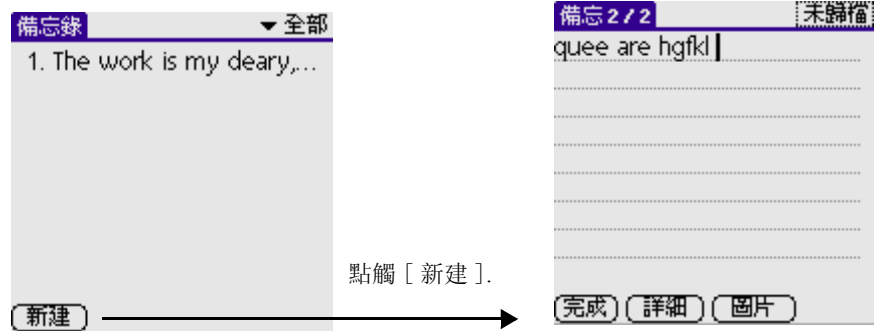 備忘錄
全部
1. The work is my deary,...
新建
點觸 [ 新建 ].
備忘 2/2
未歸檔
quee are hgfkl
完成
詳細
圖片